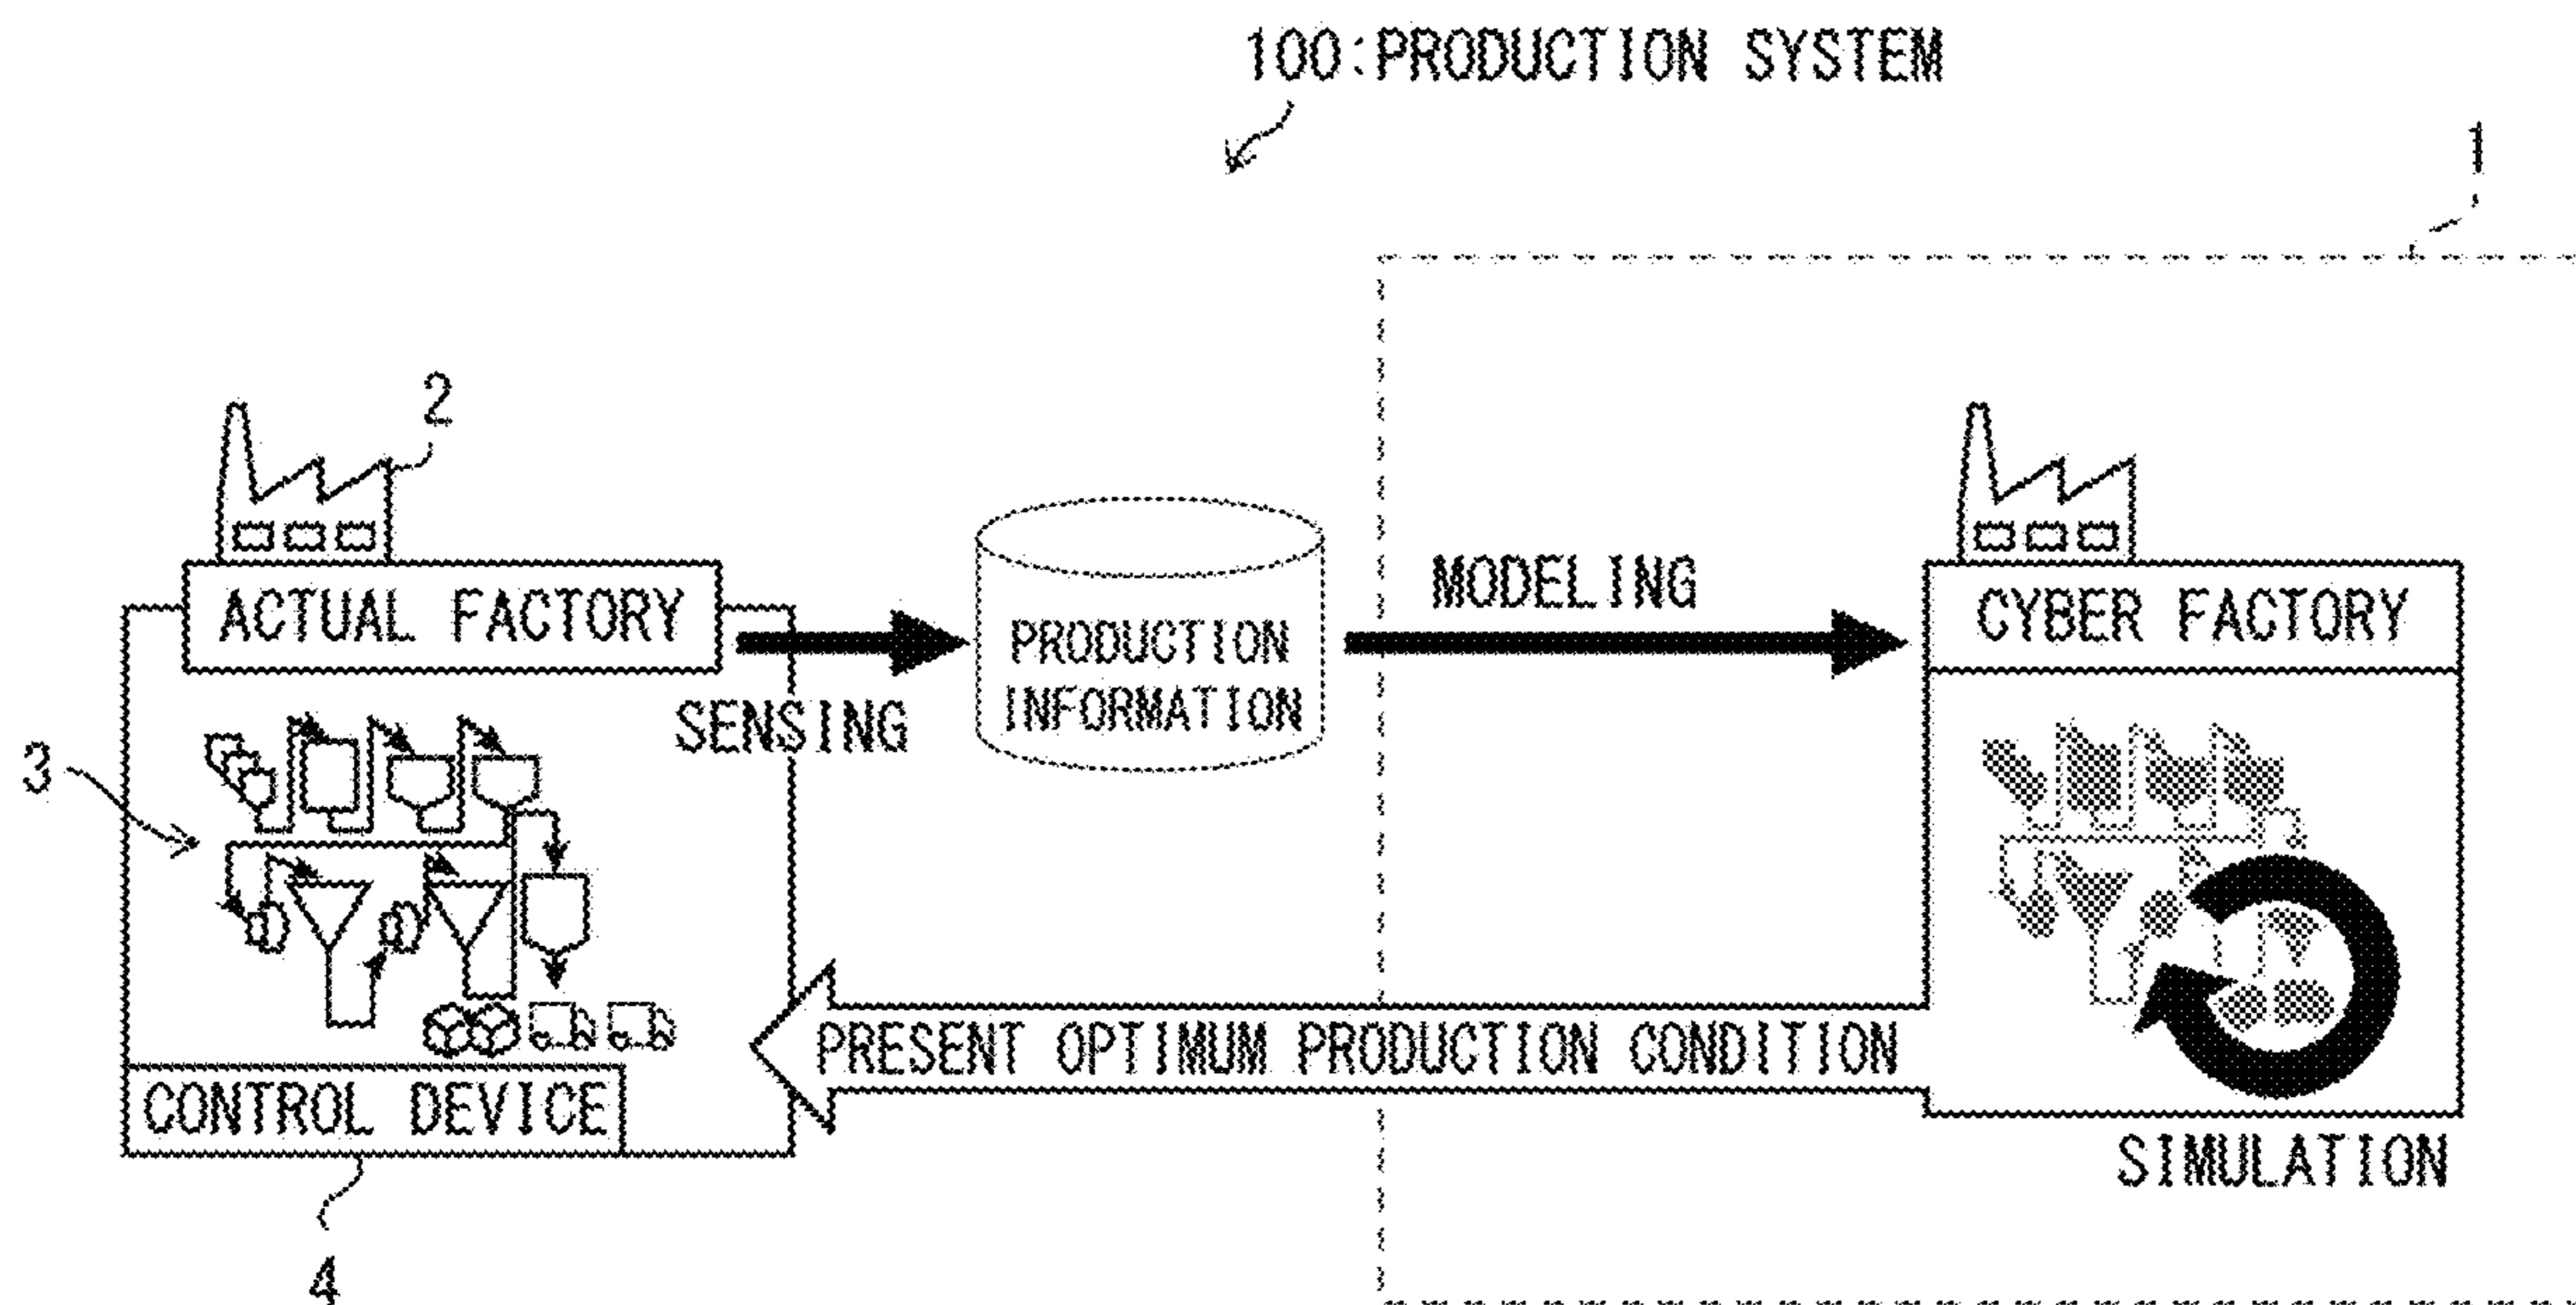 100:PRODUCTION SYSTEM
1
2
ACTUAL FACTORY
SENSING
PRODUCTION
INFORMATION
MODELING
CYBER FACTORY
3
PRESENT OPTIMUM PRODUCTION CONDITION
CONTROL DEVICE
SIMULATION
4